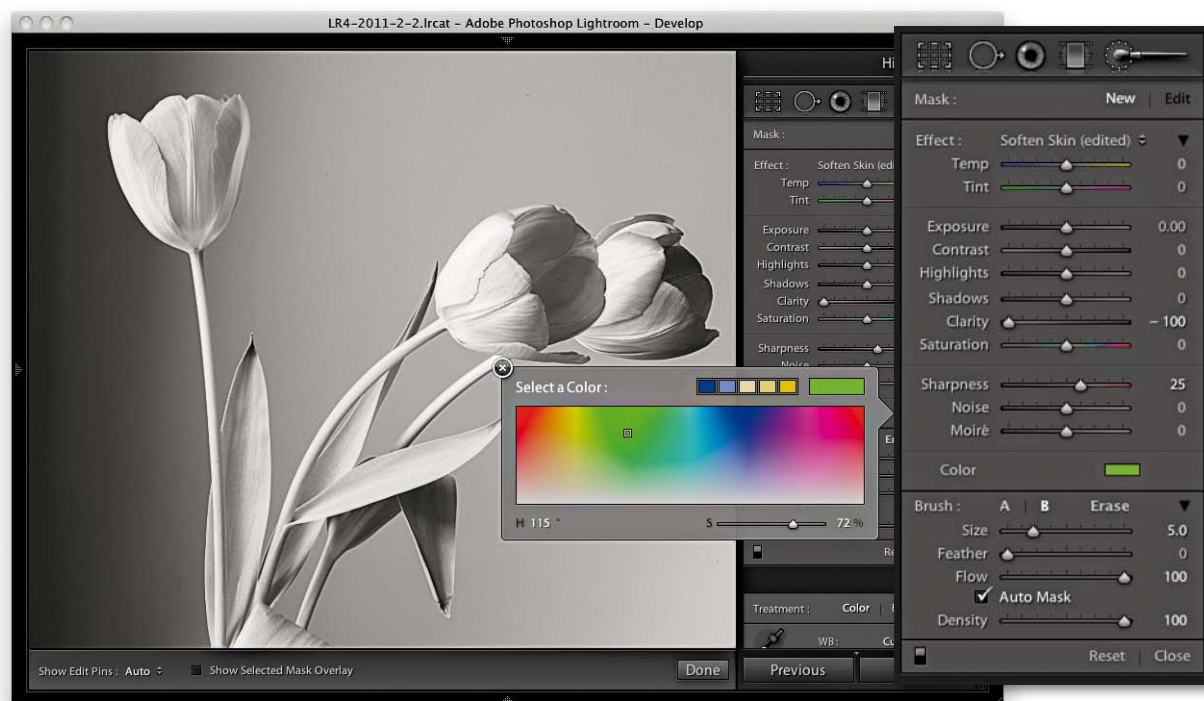 LR4-2011-2-2.lrcat – Adobe Photoshop Lightroom – Develop
Mask :
Effect : Soften Skin
Temp
Tint
Exposure
Contrast
Highlights
Shadows
Clarity
Saturation
Sharpness
Noise
Select a Color :
H 115 °
S 72 %
Treatment : Color
WB :
Show Edit Pins : Auto
Show Selected Mask Overlay
Done
Previous
Mask : New | Edit
Effect : Soften Skin (edited)
Temp 0
Tint 0
Exposure 0.00
Contrast 0
Highlights 0
Shadows 0
Clarity – 100
Saturation 0
Sharpness 25
Noise 0
Moiré 0
Color
Brush : A | B Erase
Size 5.0
Feather 0
Flow 100
Auto Mask
Density 100
Reset | Close